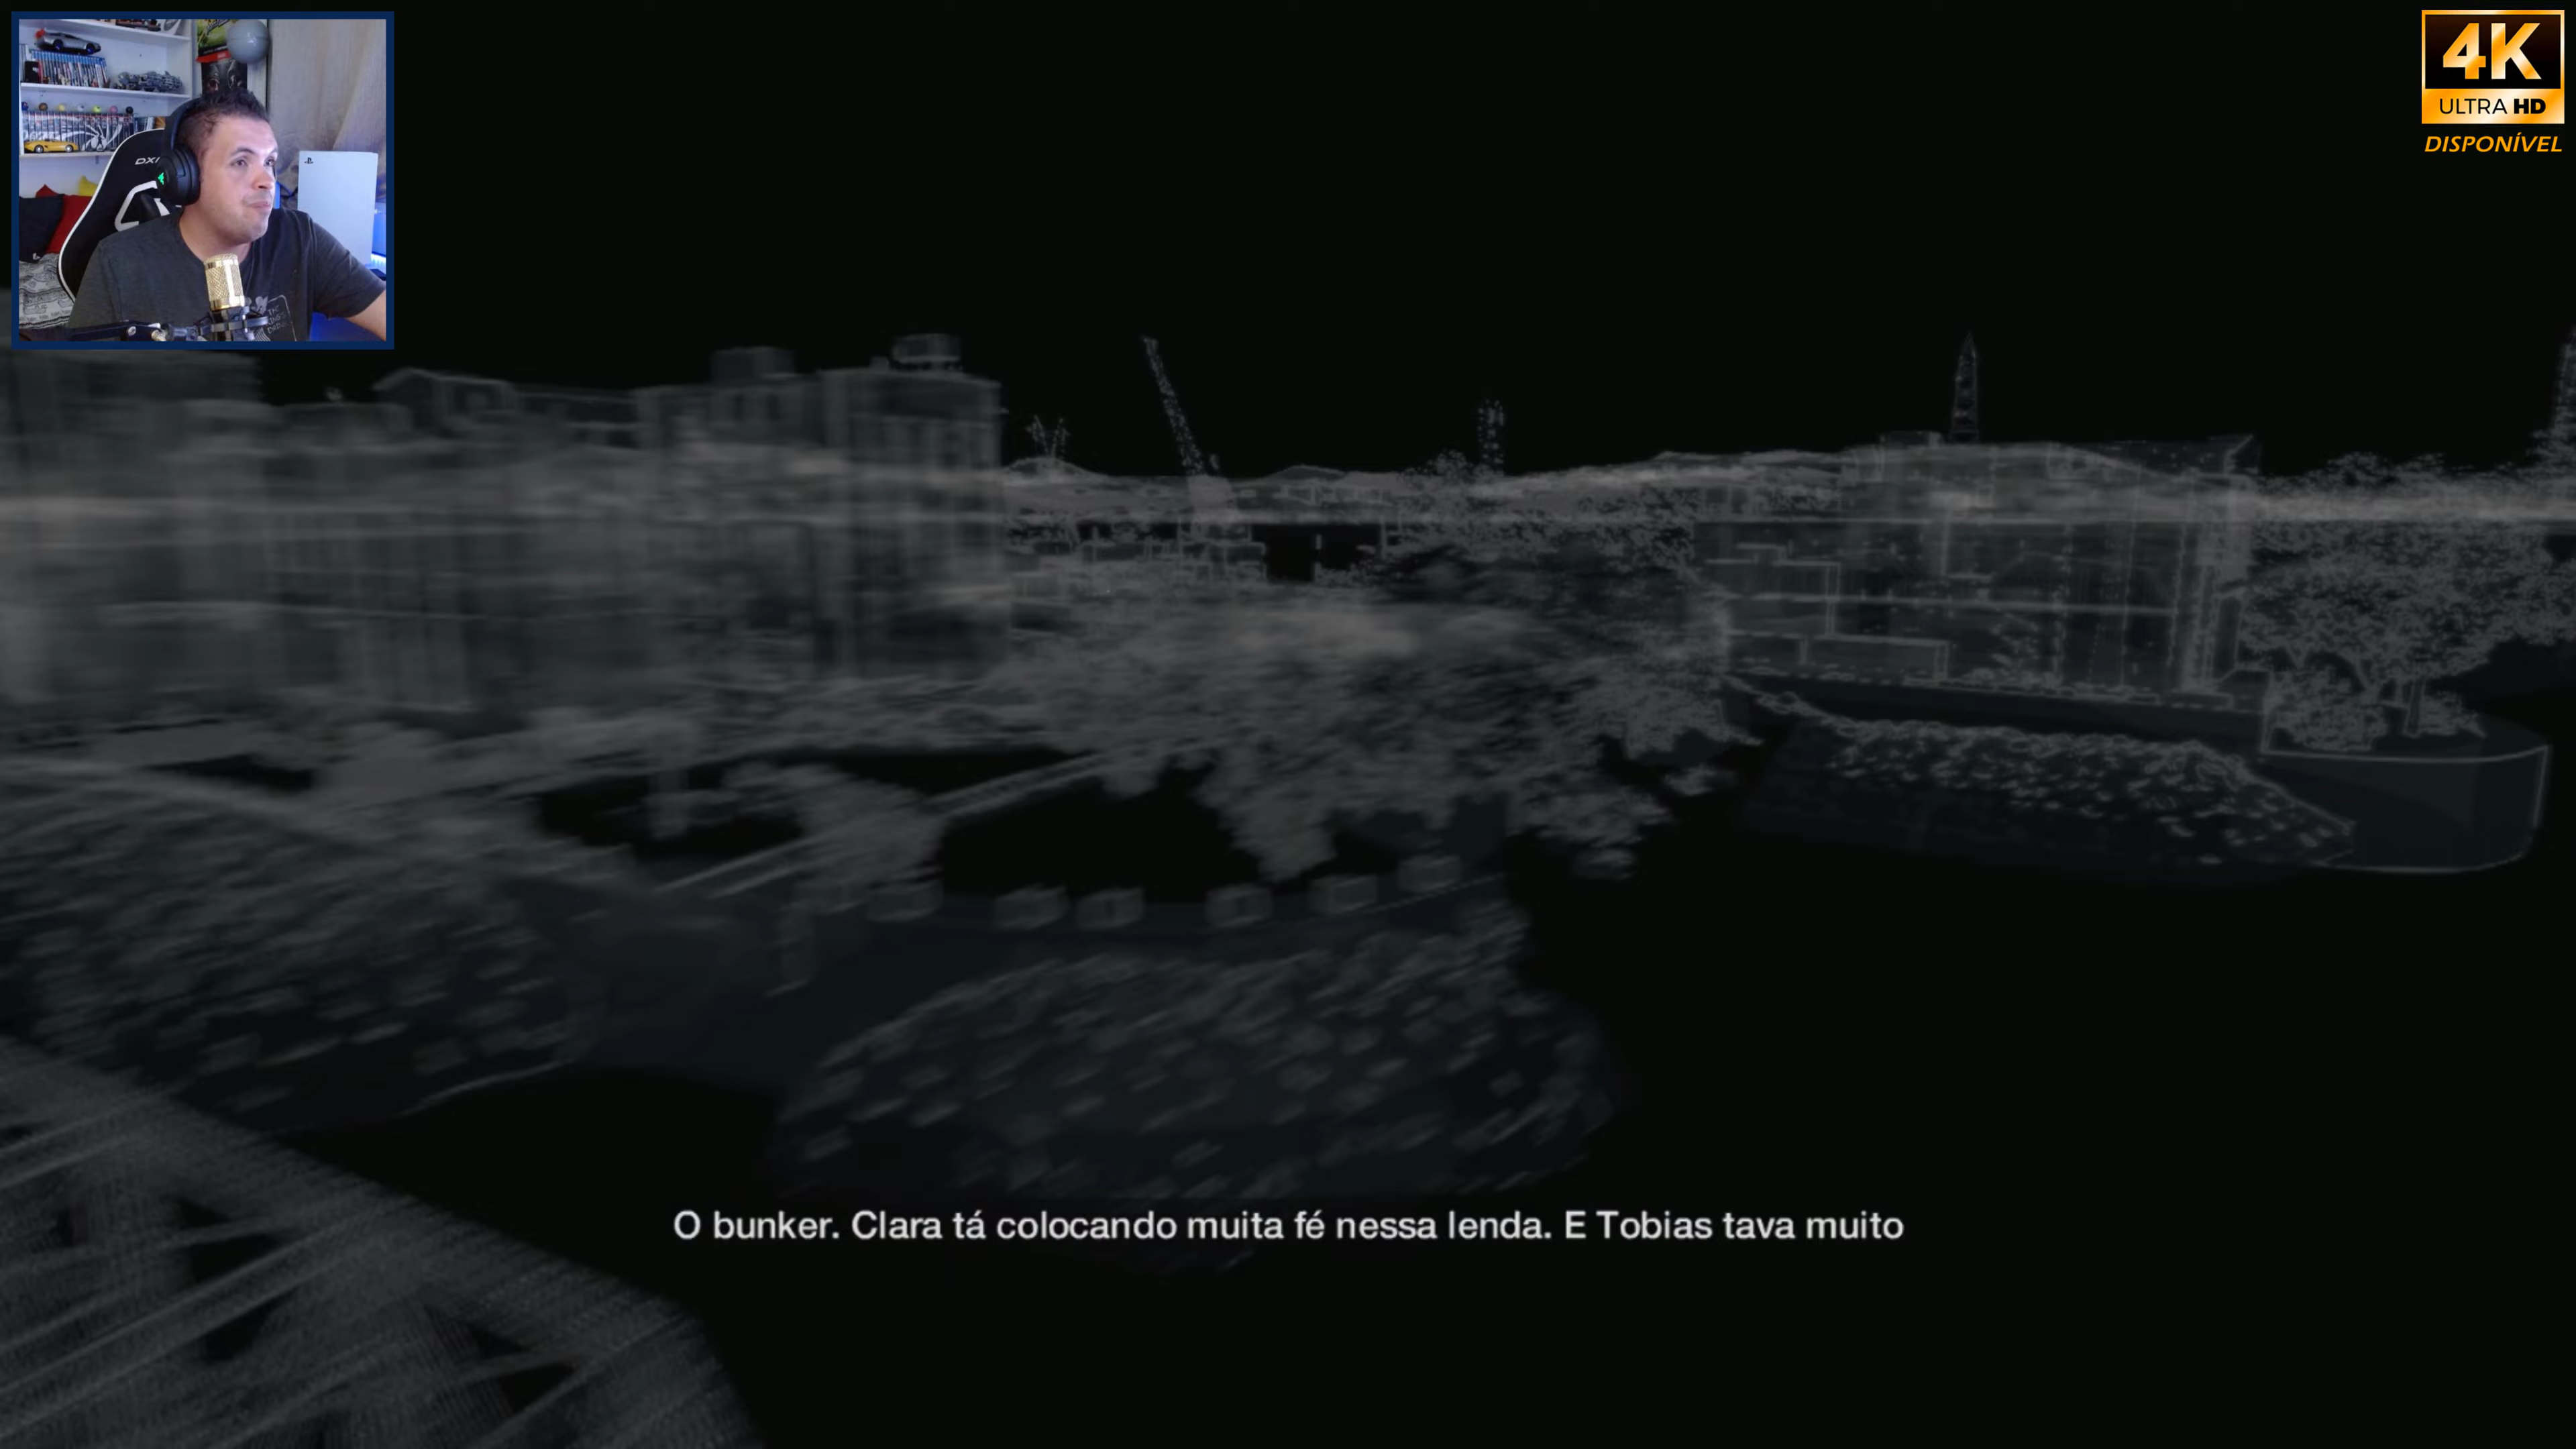 4K
ULTRA HD
DISPONÍVEL
O bunker. Clara tá colocando muita fé nessa lenda. E Tobias tava muito